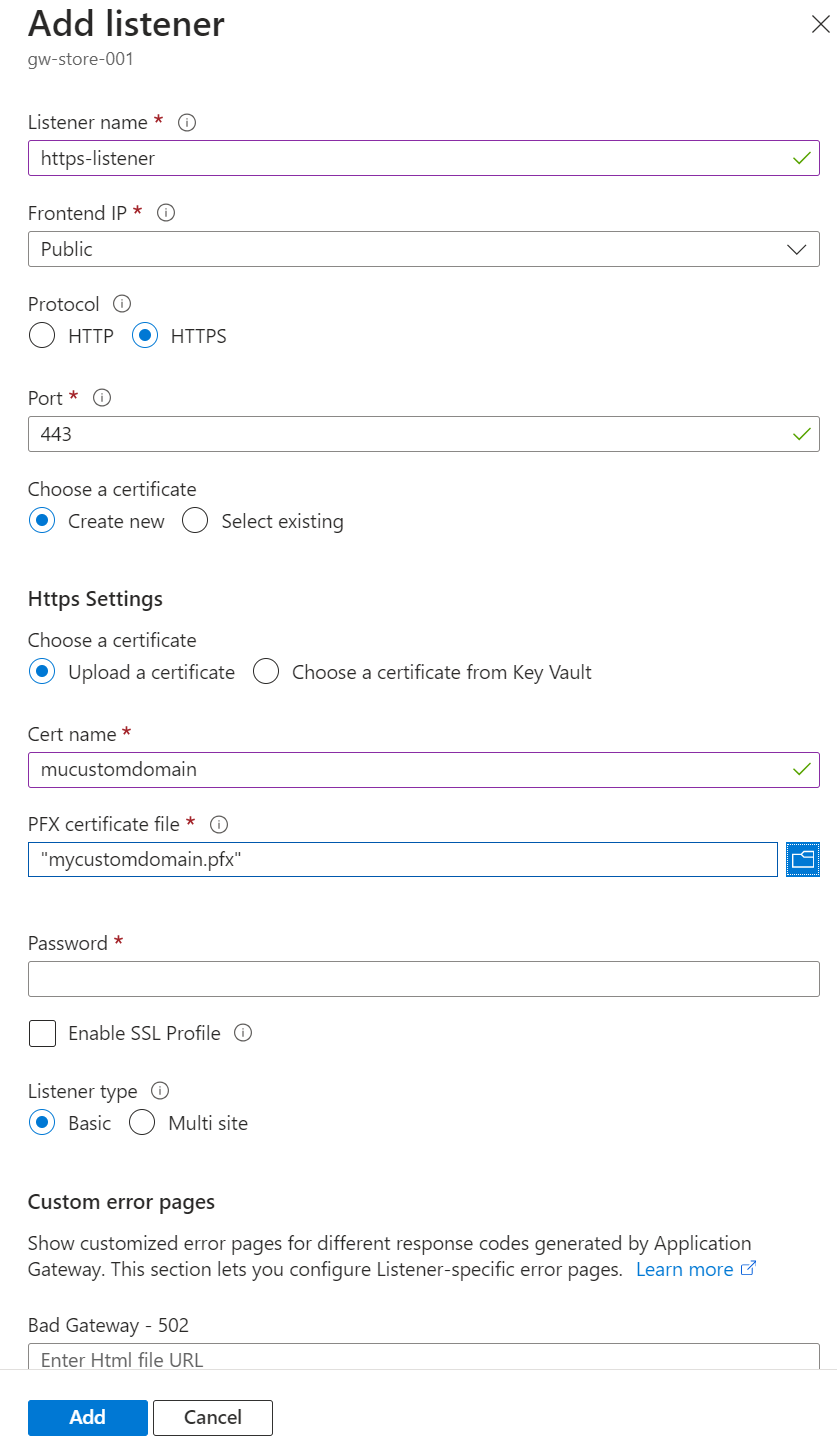 Add listener
gw-store-001
Listener name *
https-listener
Frontend IP *
Public
Protocol
HTTP HTTPS
Port *
443
Choose a certificate
Create new Select existing
Https Settings
Choose a certificate
Upload a certificate Choose a certificate from Key Vault
Cert name *
mucustomdomain
PFX certificate file *
"mycustomdomain.pfx"
Password *
Enable SSL Profile
Listener type
Basic Multi site
Custom error pages
Show customized error pages for different response codes generated by Application
Gateway. This section lets you configure Listener-specific error pages. Learn more
Bad Gateway - 502
Enter Html file URL
Add Cancel